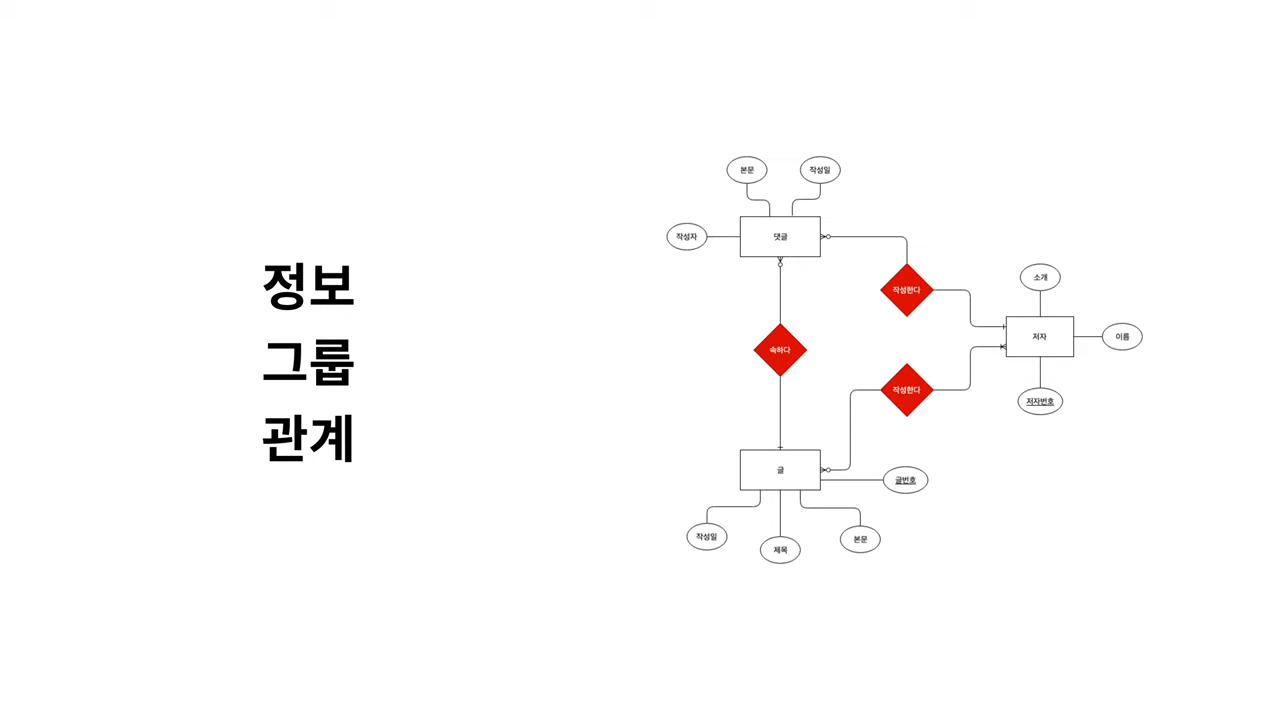 정보
그룹
관계
본문
작성일
작성자
댓글
작성한다
소개
저자
이름
속하다
작성한다
저자번호
글
글번호
작성일
제목
본문